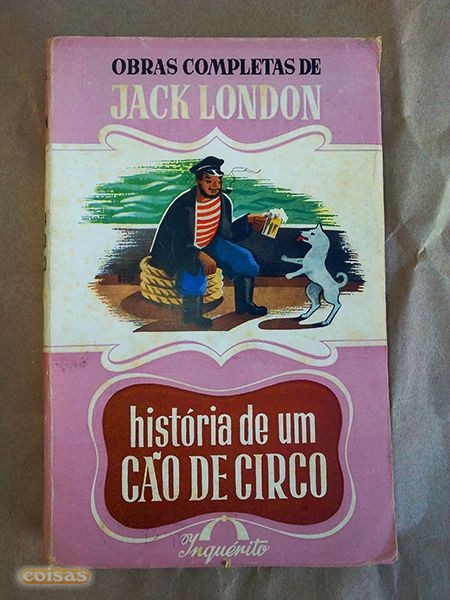 OBRAS COMPLETAS DE
JACK LONDON
história de um
CÃO DE CIRCO
Inquérito
coisas